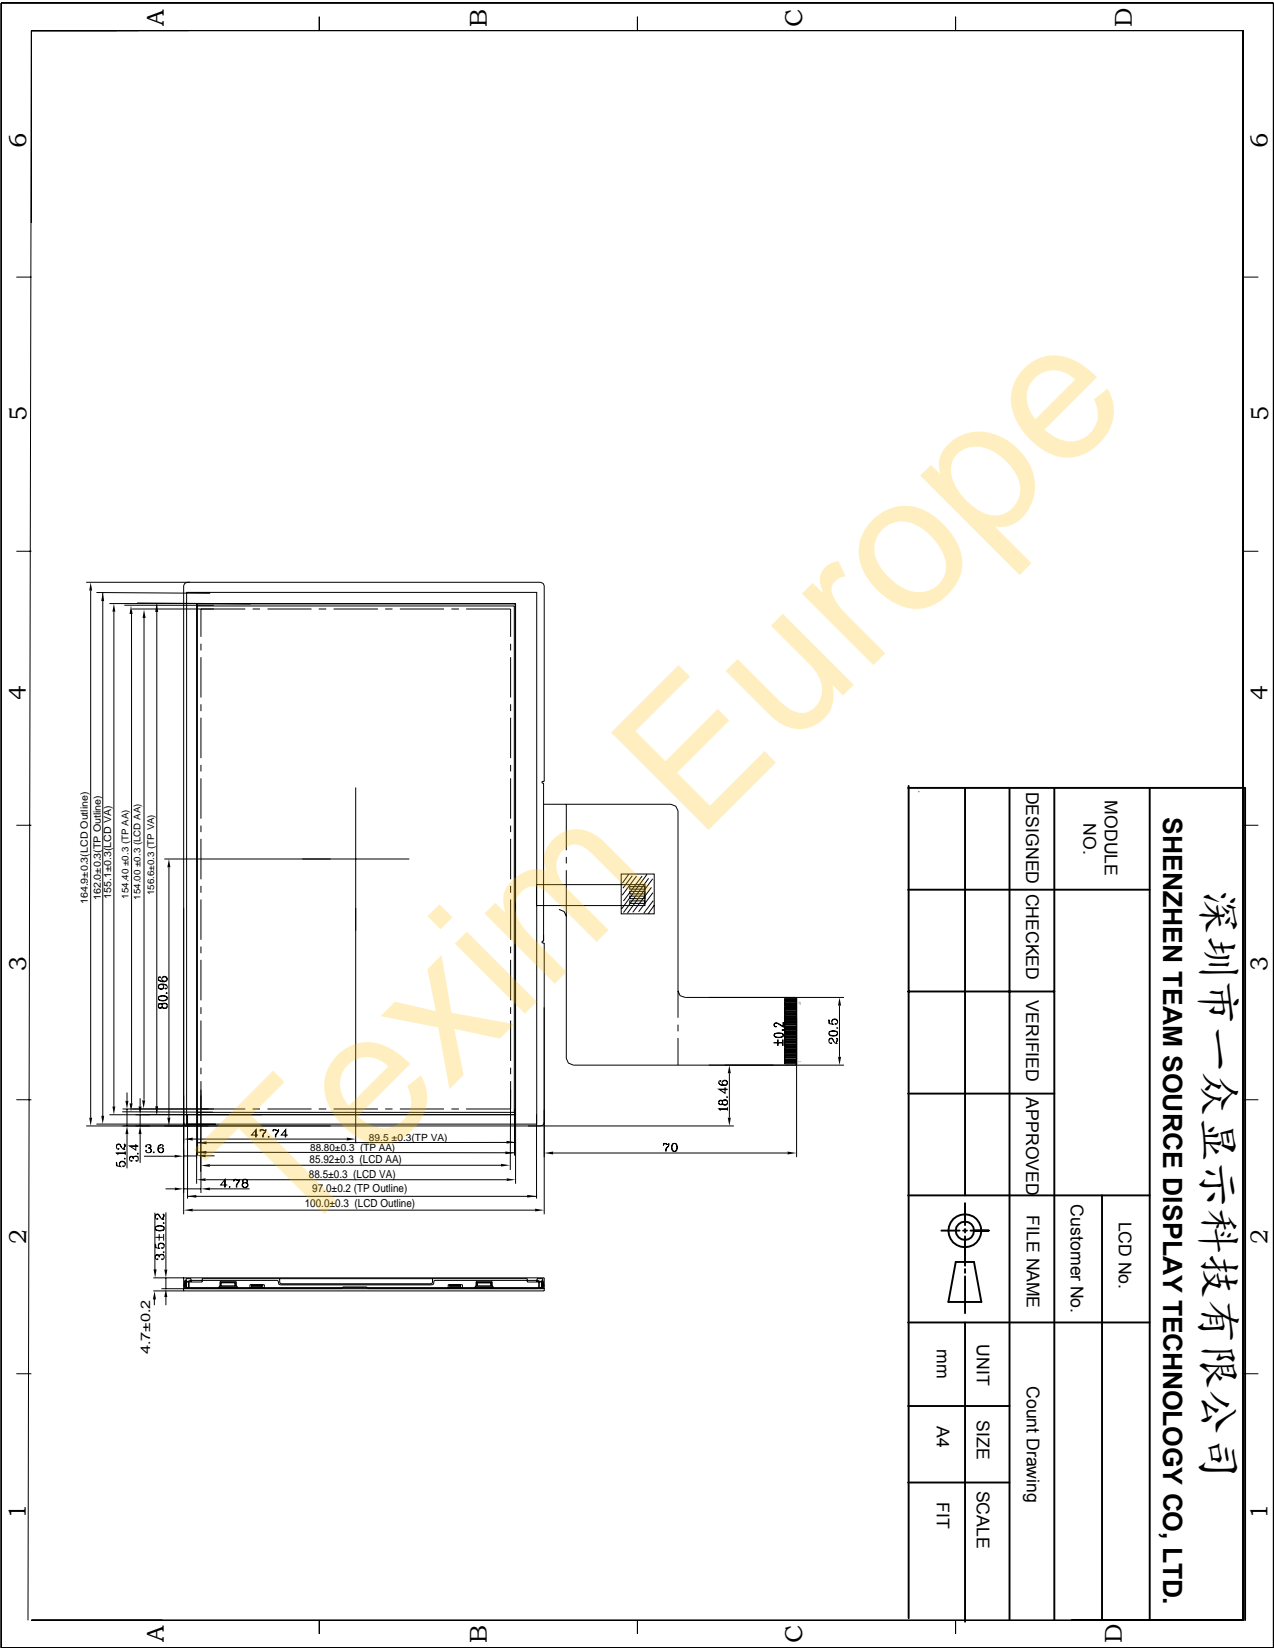 A
B
C
D
6
6
5
5
4
4
3
3
2
2
1
1
A
B
C
D
Texim Europe
164.9±0.3(LCD Outline)
162.0±0.3(TP Outline)
155.1±0.3(LCD VA)
154.40 ±0.3 (TP AA)
154.00 ±0.3 (LCD AA)
156.6±0.3 (TP VA)
80.96
5.12
3.4
3.6
47.74
4.78
89.5 ±0.3(TP VA)
88.80±0.3 (TP AA)
85.92±0.3 (LCD AA)
88.5±0.3 (LCD VA)
97.0±0.2 (TP Outline)
100.0±0.3 (LCD Outline)
±0.2
20.5
18.46
70
3.5±0.2
4.7±0.2
深圳市一众显示科技有限公司
SHENZHEN TEAM SOURCE DISPLAY TECHNOLOGY CO, LTD.
MODULE
NO.
LCD No.
Customer No.
DESIGNED
CHECKED
VERIFIED
APPROVED
FILE NAME
Count Drawing
UNIT
SIZE
SCALE
mm
A4
FIT